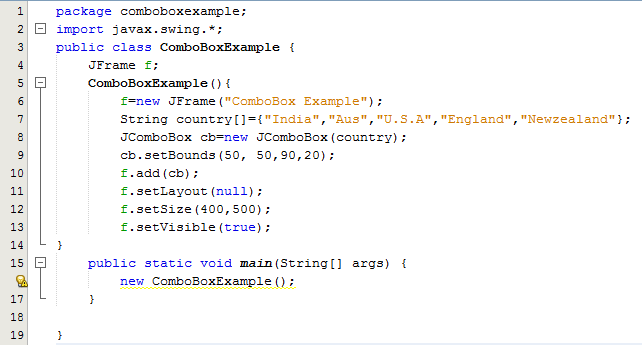 1 package comboboxexample;
2 import javax.swing.*;
3 public class ComboBoxExample {
4 JFrame f;
5 ComboBoxExample(){
6 f=new JFrame("ComboBox Example");
7 String country[]={"India","Aus","U.S.A","England","Newzealand"};
8 JComboBox cb=new JComboBox(country);
9 cb.setBounds(50, 50,90,20);
10 f.add(cb);
11 f.setLayout(null);
12 f.setSize(400,500);
13 f.setVisible(true);
14 }
15 public static void main(String[] args) {
new ComboBoxExample();
17 }
18
19 }